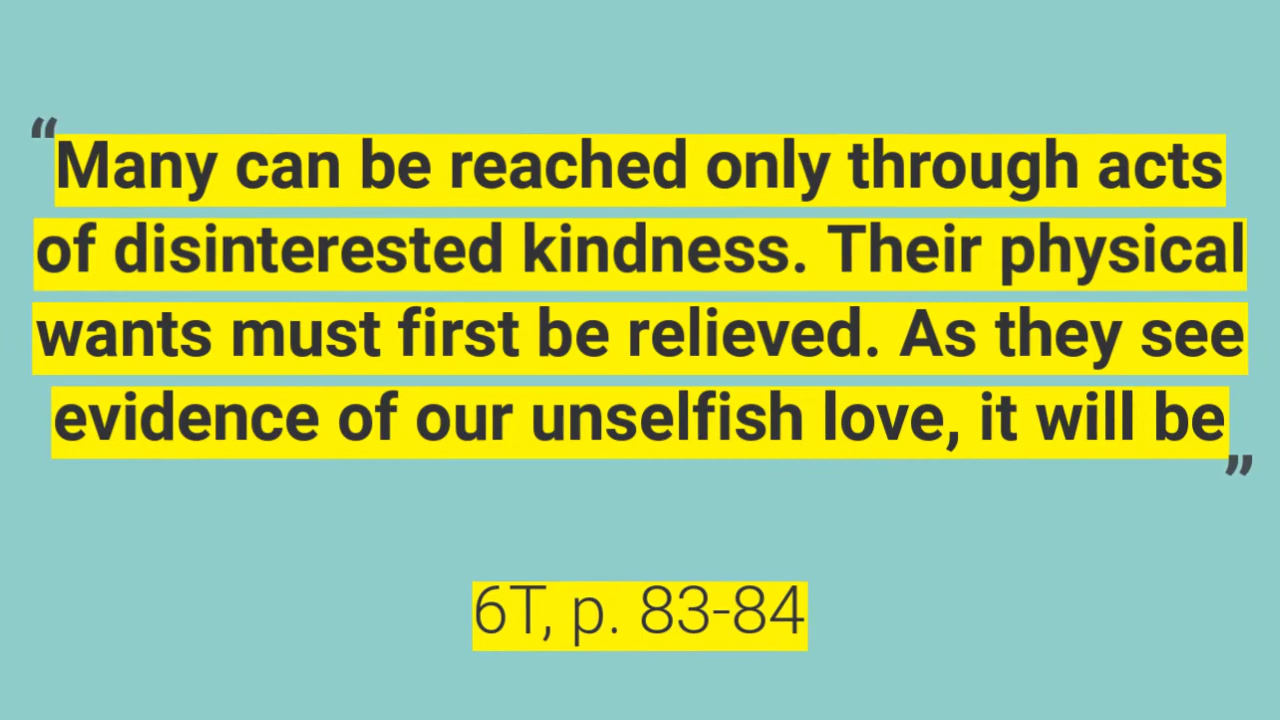 “Many can be reached only through acts
of disinterested kindness. Their physical
wants must first be relieved. As they see
evidence of our unselfish love, it will be”
6T, p. 83-84